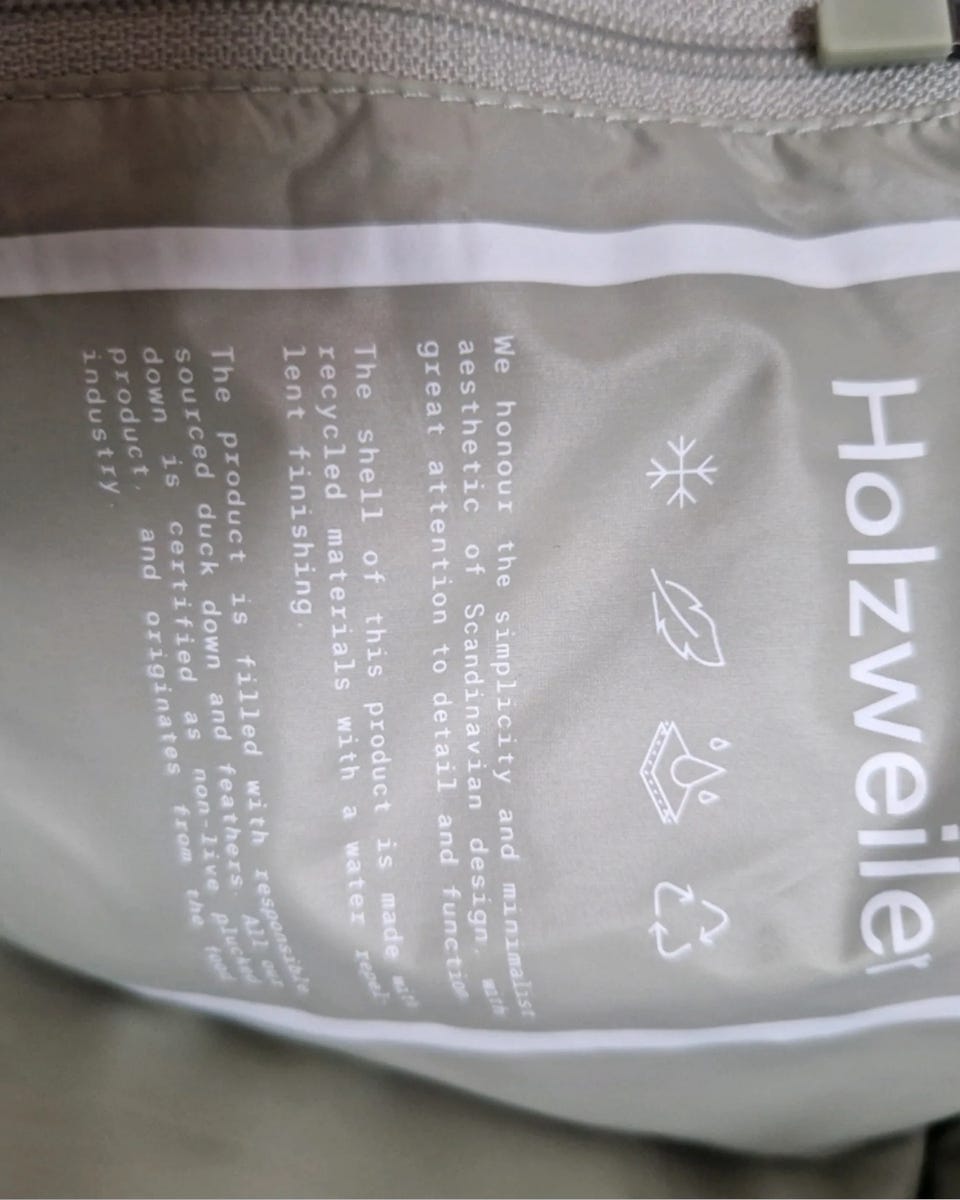 Holzweiler
We honour the simplicity and minimalist
aesthetic of Scandinavian design, with
great attention to detail and function
The shell of this product is made with
recycled materials with a water repel
lent finishing.
The product is filled with responsible
sourced duck down and feathers. All our
down is certified as non-live plucked
product, and originates from the food
industry.